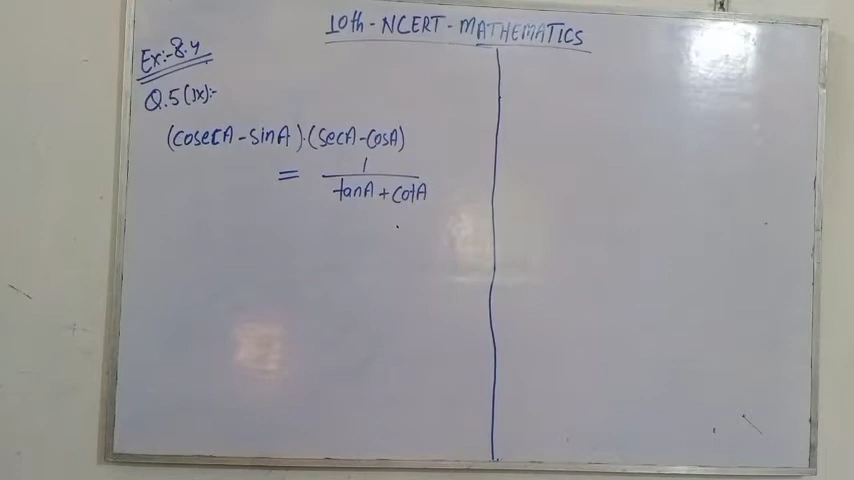 10th-NCERT-MATHEMATICS
Ex:-8.4
Q.5(IX):-
(cosecA-sinA).(secA-cosA)
= 1
tanA+cotA